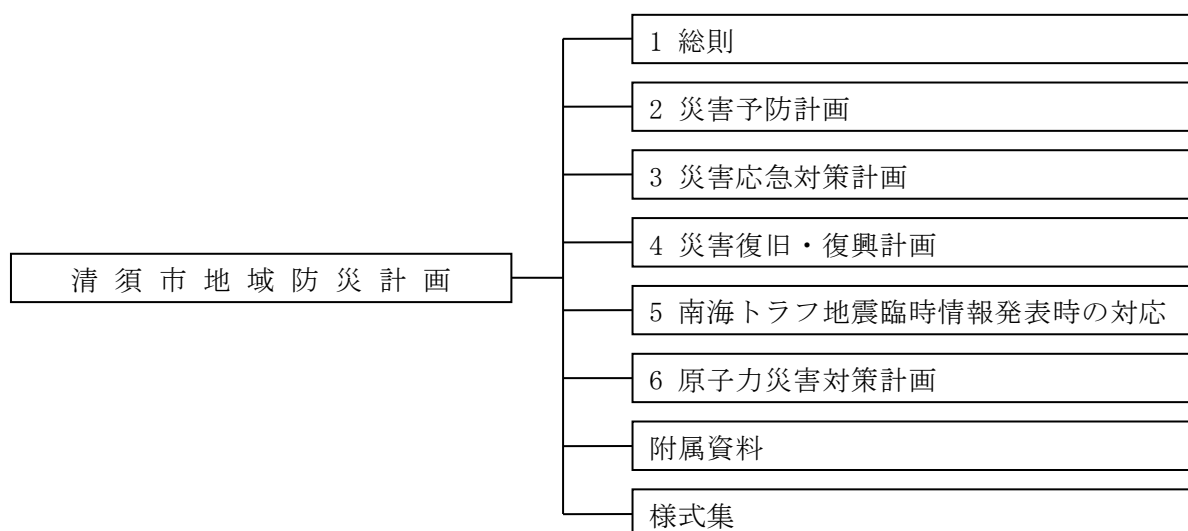 1 総則
2 災害予防計画
3 災害応急対策計画
4 災害復旧・復興計画
清須市地域防災計画
5 南海トラフ地震臨時情報発表時の対応
6 原子力災害対策計画
附属資料
様式集